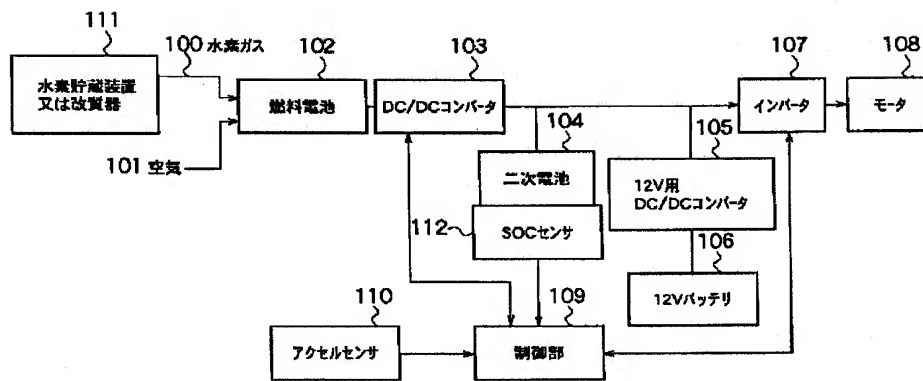 111
100 水素ガス
102
103
107
108
水素貯蔵装置
又は改質器
燃料電池
DC/DCコンバータ
インバータ
モータ
101 空気
104
105
二次電池
12V用
DC/DCコンバータ
112
SOCセンサ
106
12Vバッテリ
110
109
アクセルセンサ
制御部